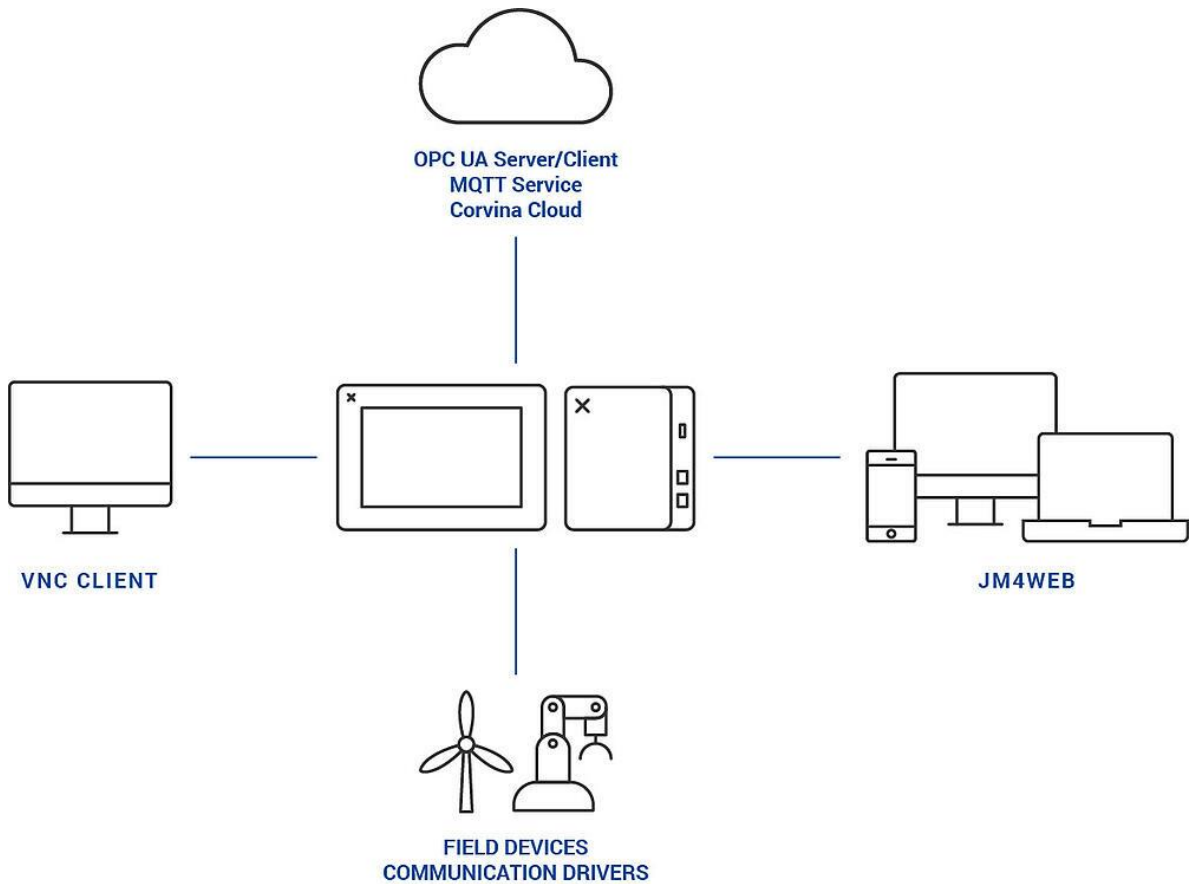 OPC UA Server/Client
MQTT Service
Corvina Cloud
VNC CLIENT
JM4WEB
FIELD DEVICES
COMMUNICATION DRIVERS